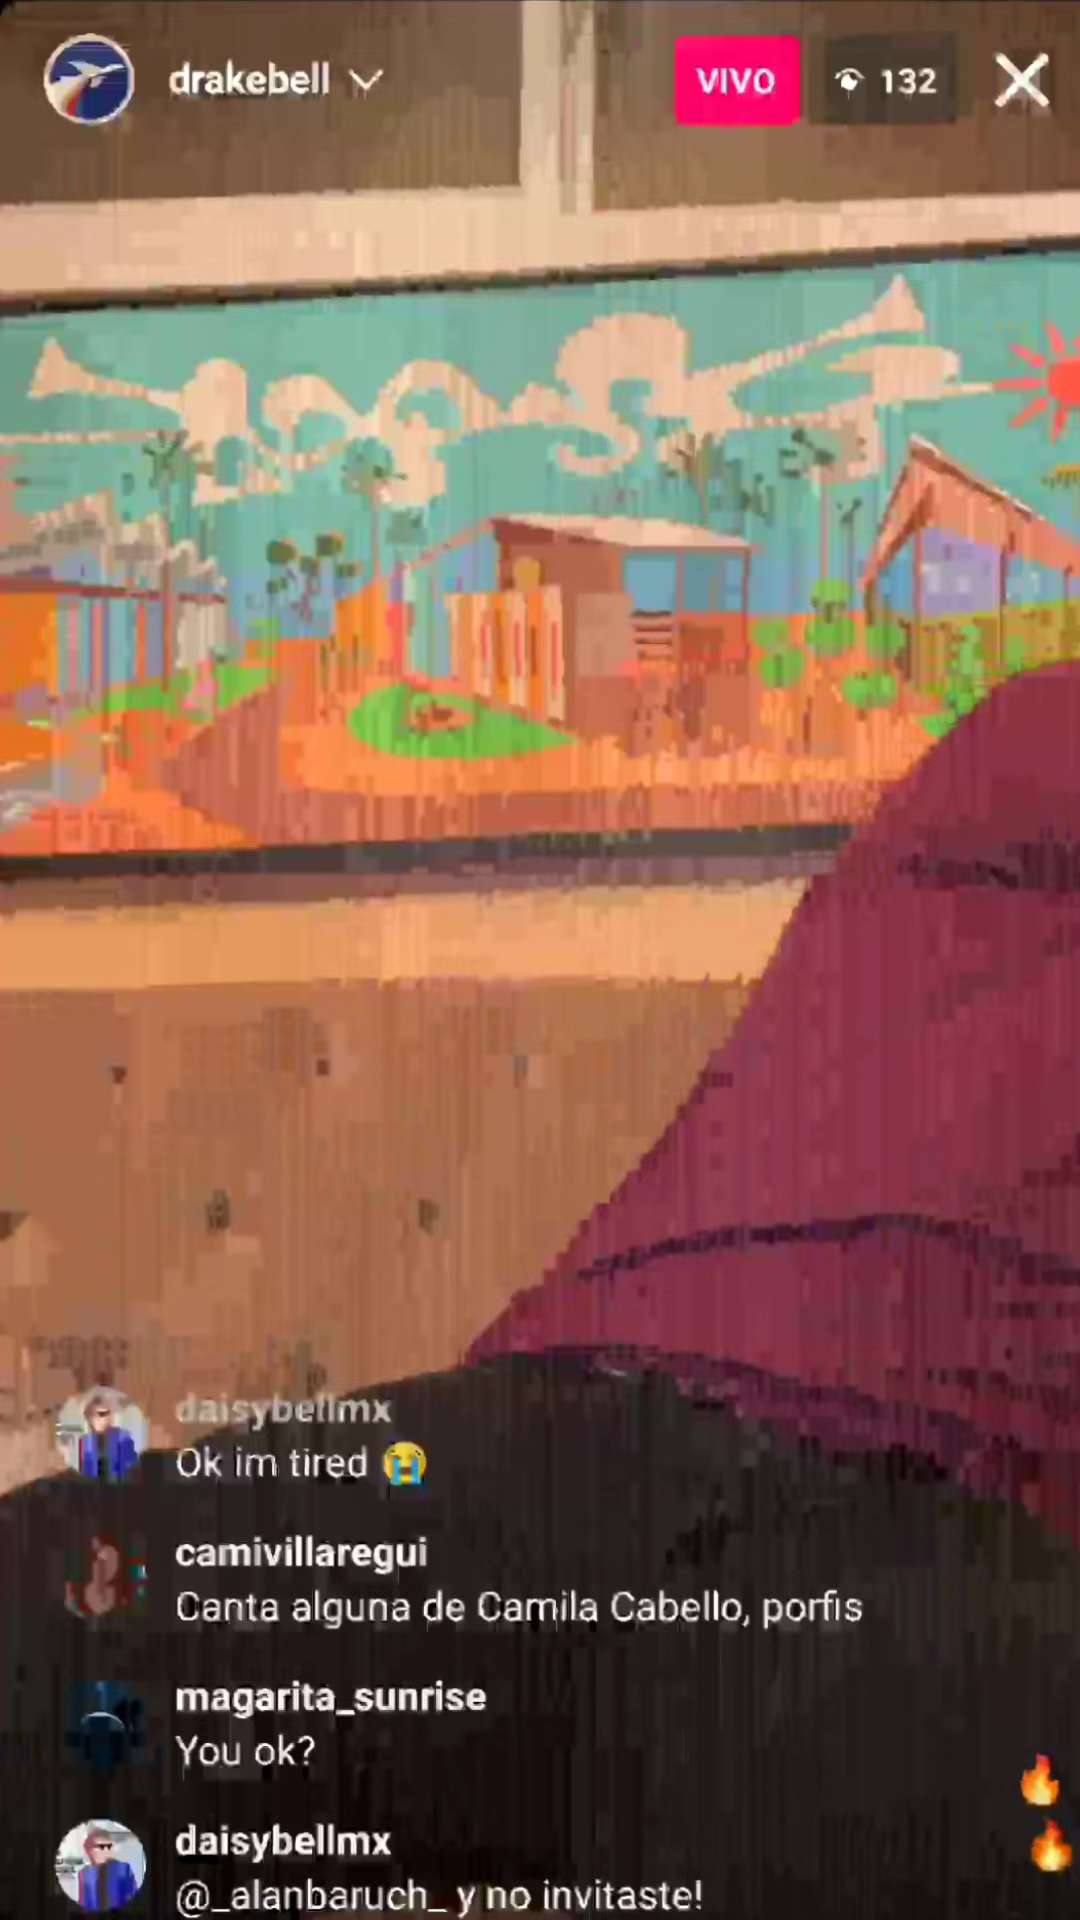 drakebell
VIVO
132
daisybellmx
Ok im tired 😭
camivillaregui
Canta alguna de Camila Cabello, porfis
magarita_sunrise
You ok?
daisybellmx
@_alanbaruch_ y no invitaste!